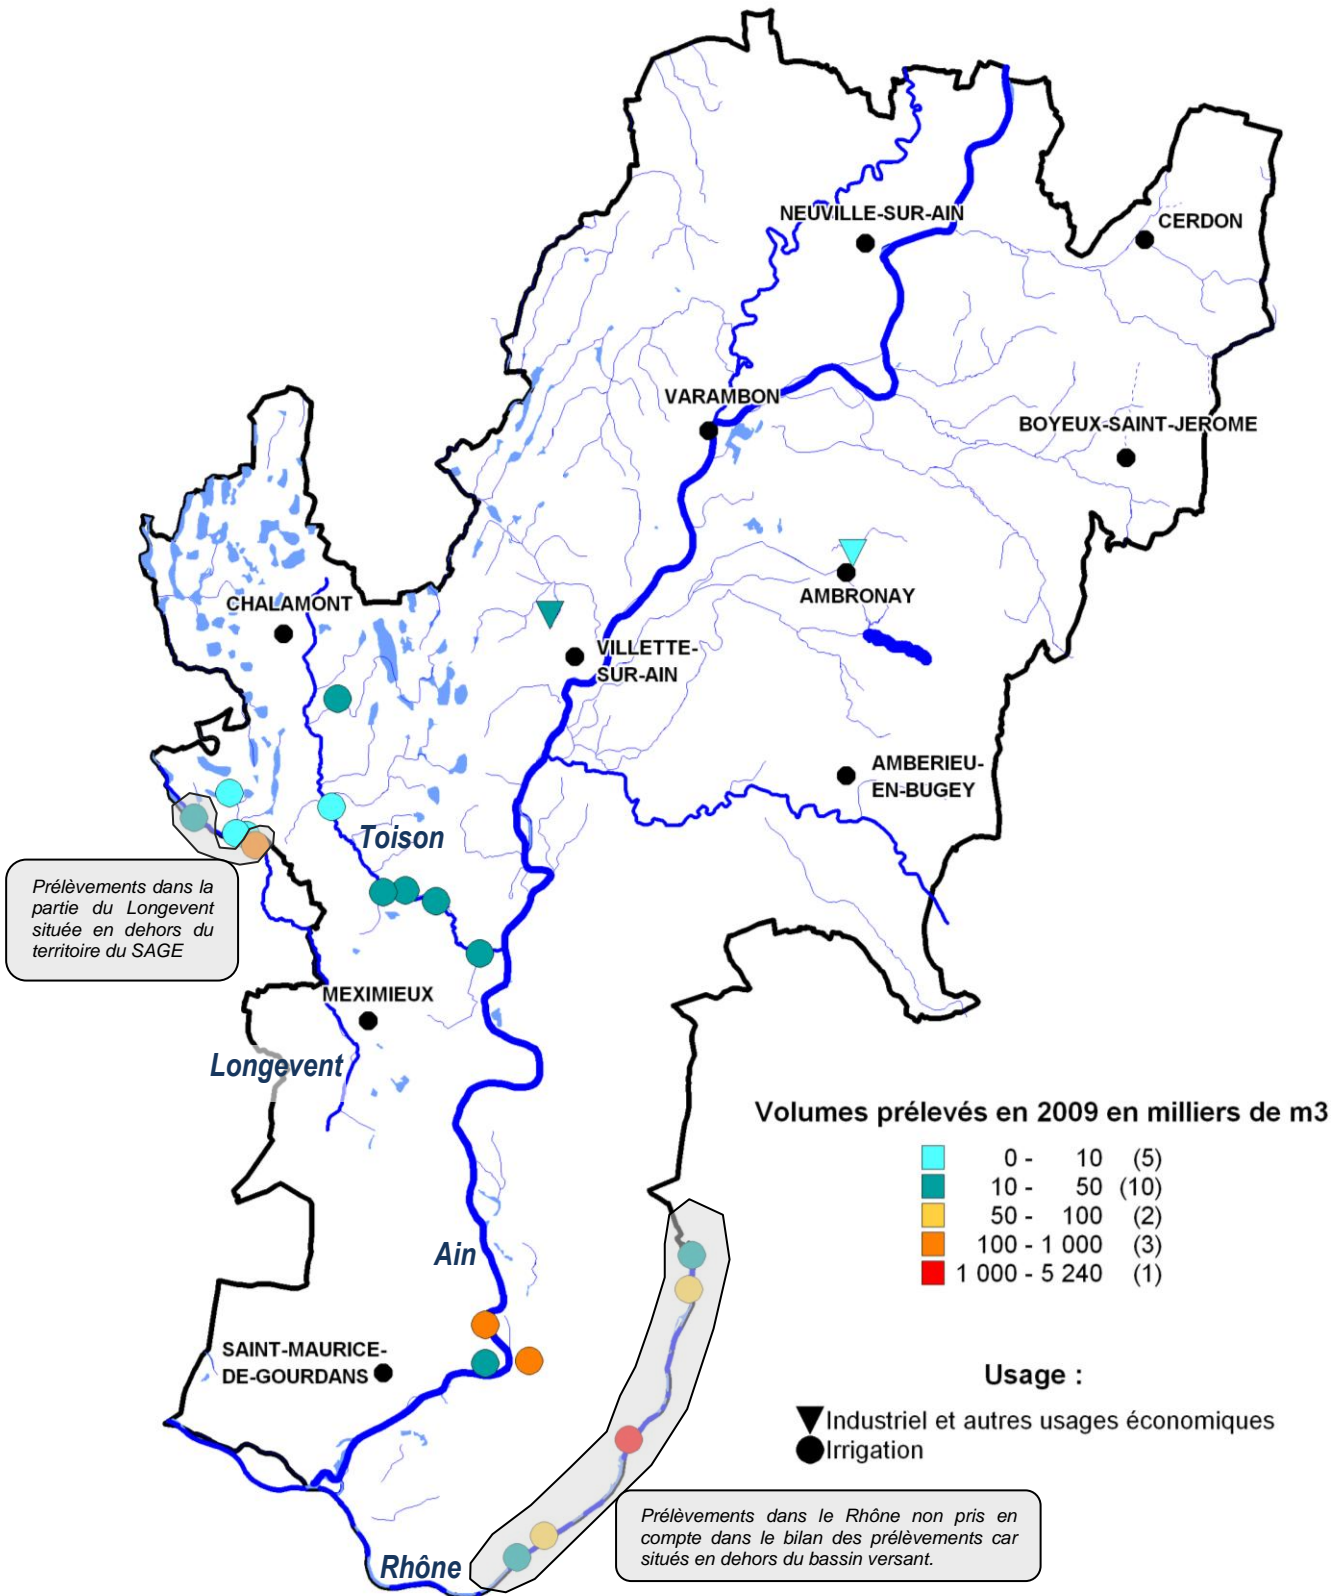 NEUVILLE-SUR-AIN
CERDON
VARAMBON
BOYEUX-SAINT-JEROME
CHALAMONT
AMBRONAY
VILLETTE-
SUR-AIN
AMBERIEU-
EN-BUGEY
Toison
Prélèvements dans la
partie du Longevent
située en dehors du
territoire du SAGE
MEXIMIEUX
Longevent
Volumes prélevés en 2009 en milliers de m3
0 - 10 (5)
10 - 50 (10)
50 - 100 (2)
100 - 1 000 (3)
1 000 - 5 240 (1)
Ain
SAINT-MAURICE-
DE-GOURDANS
Usage :
Industriel et autres usages économiques
Irrigation
Prélèvements dans le Rhône non pris en
compte dans le bilan des prélèvements car
situés en dehors du bassin versant.
Rhône